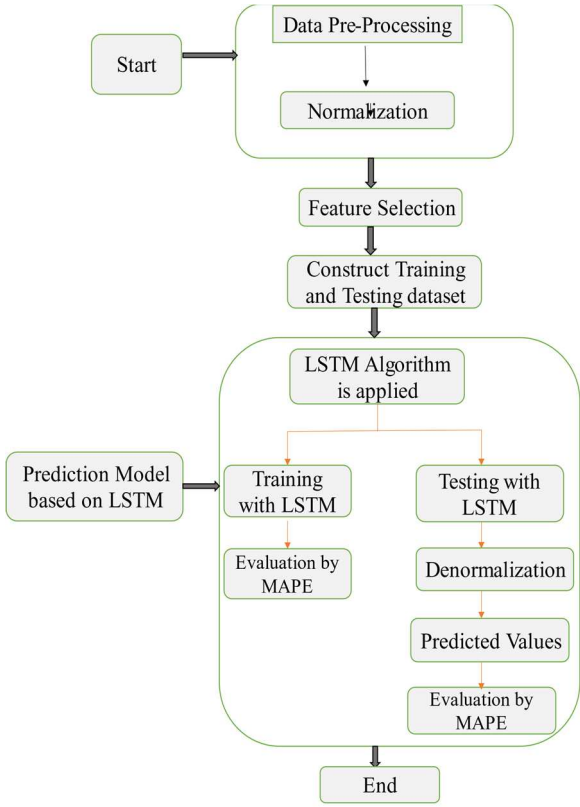 Data Pre-Processing
Start
Normalization
Feature Selection
Construct Training
and Testing dataset
LSTM Algorithm
is applied
Prediction Model
based on LSTM
Training
with LSTM
Testing with
LSTM
Evaluation by
MAPE
Denormalization
Predicted Values
Evaluation by
MAPE
End